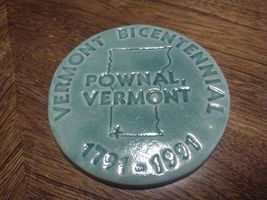 VERMONT BICENTENNIAL
POWNAL,
VERMONT
1791-1991